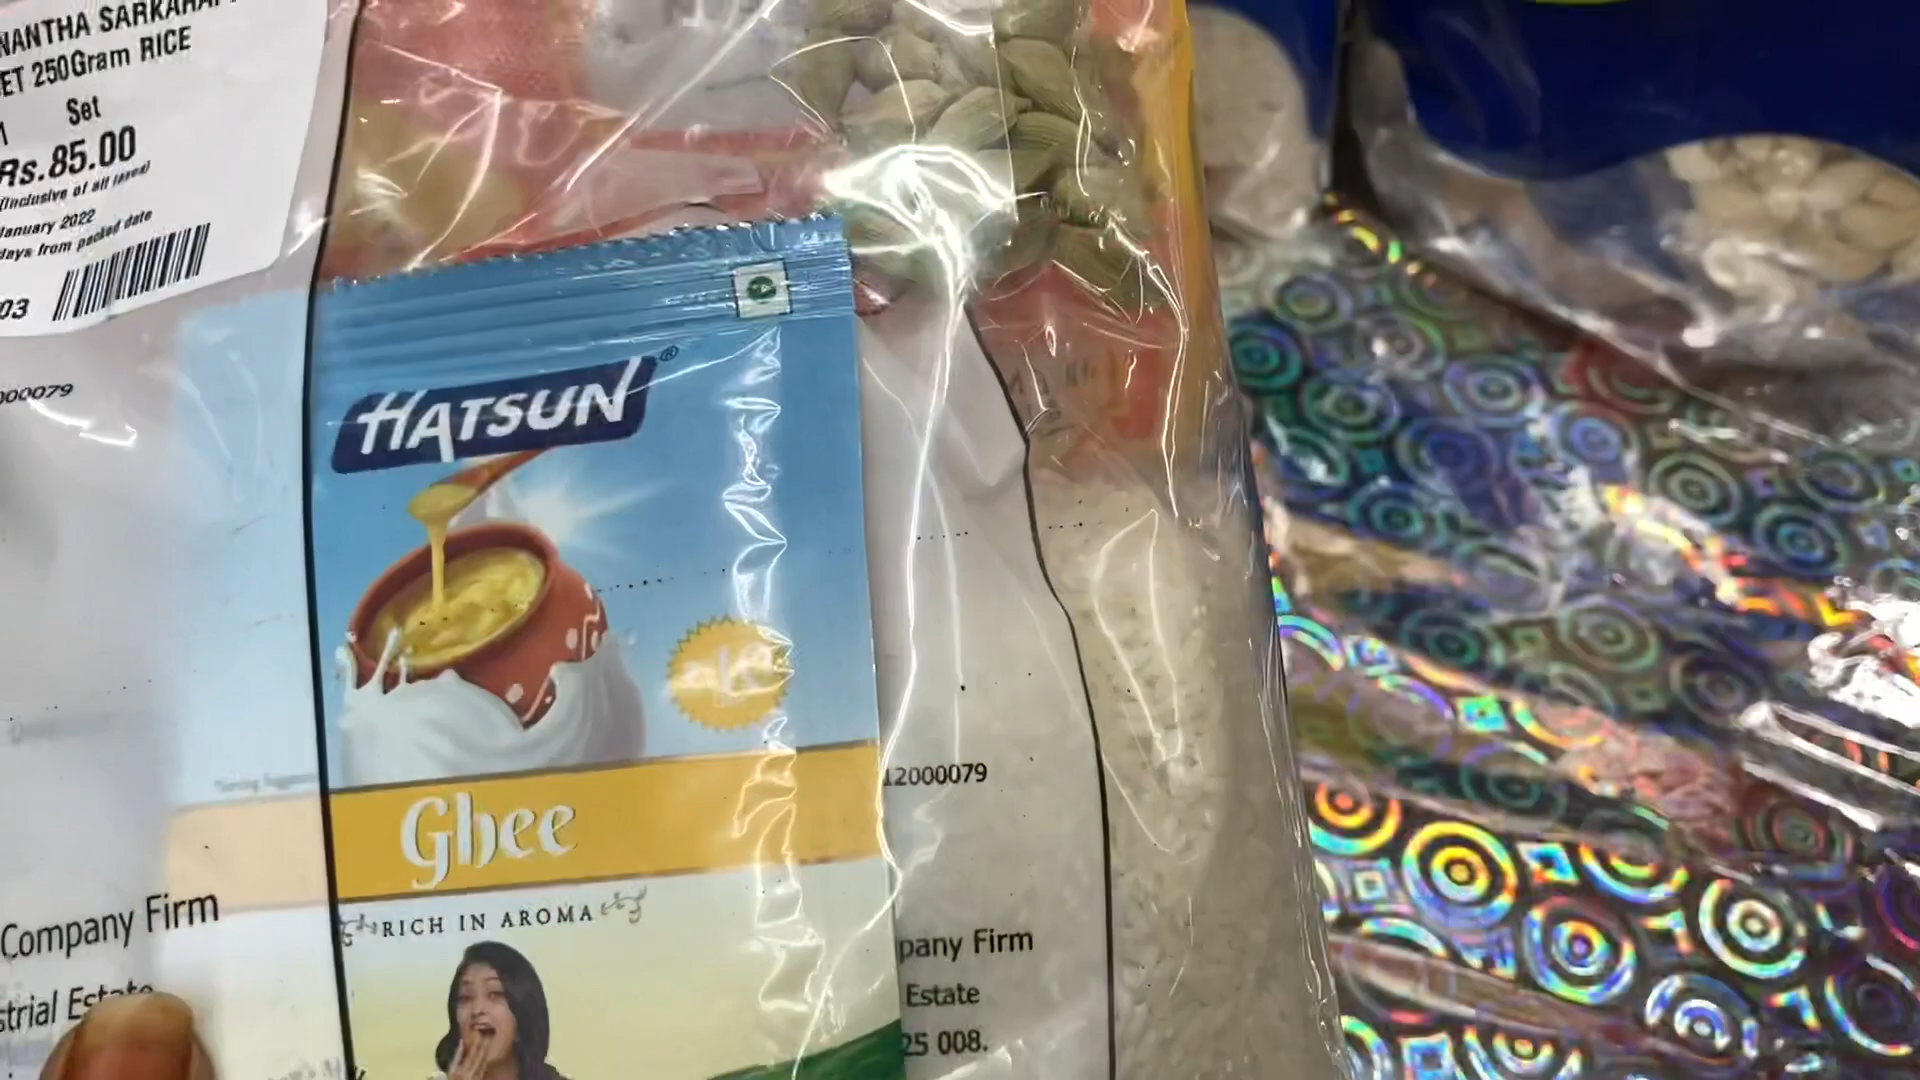 NANTHA SARKARA
ET 250Gram RICE
Set
Rs.85.00
(Inclusive of all taxes)
January 2022
days from packed date
03
000079
HATSUN®
Ghee
RICH IN AROMA
12000079
Company Firm
strial Estate
pany Firm
Estate
25 008.